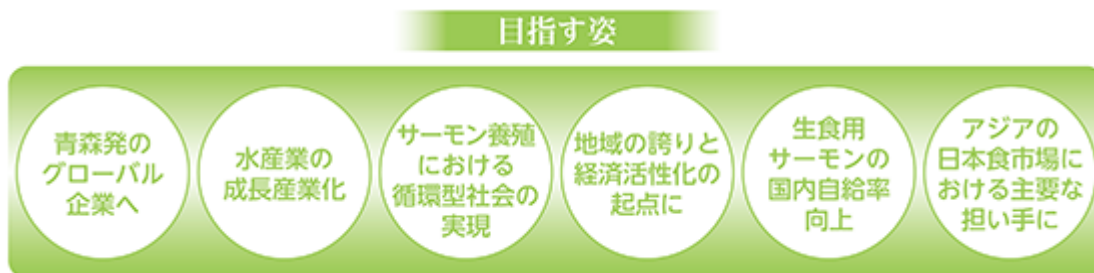 目指す姿
青森発の
グローバル
企業へ
水産業の
成長産業化
サーモン養殖
における
循環型社会の
実現
地域の誇りと
経済活性化の
起点に
生食用
サーモンの
国内自給率
向上
アジアの
日本食市場に
おける主要な
担い手に